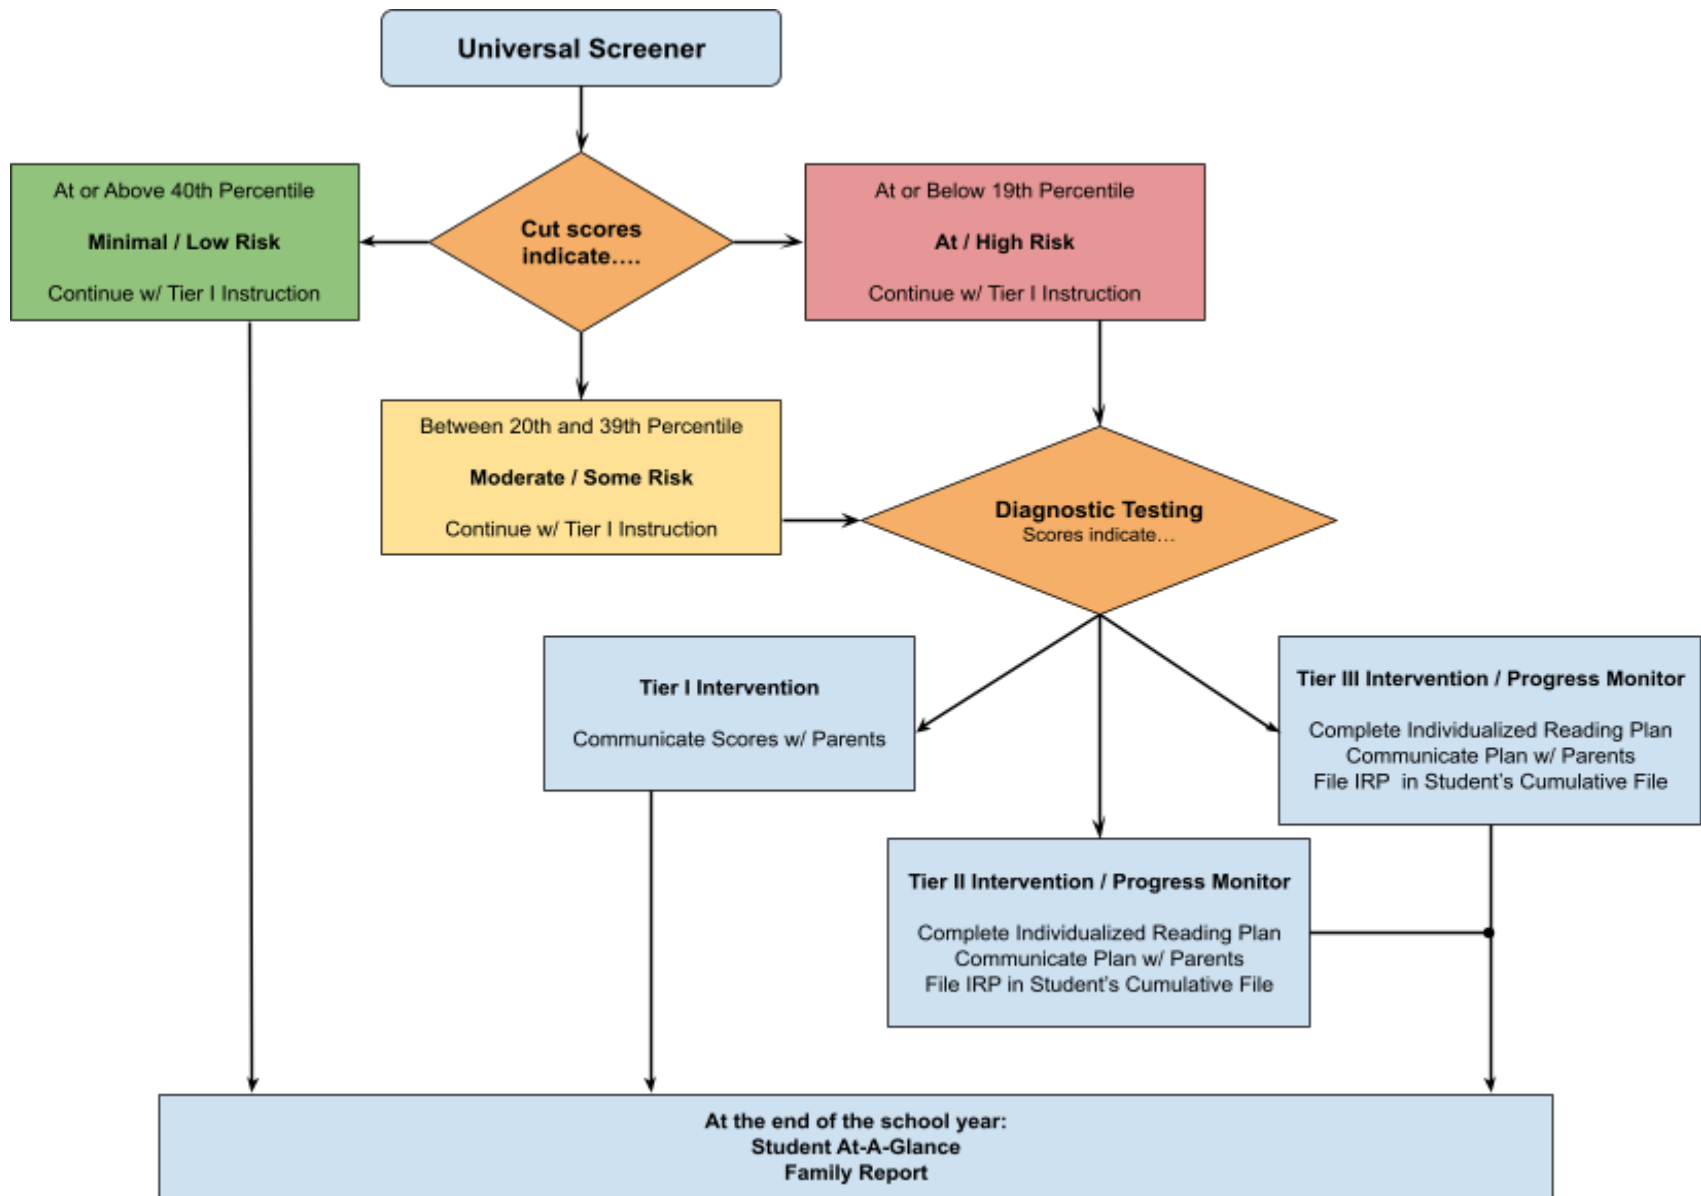 Universal Screener
At or Above 40th Percentile
Minimal / Low Risk
Continue w/ Tier I Instruction
Cut scores
indicate....
At or Below 19th Percentile
At / High Risk
Continue w/ Tier I Instruction
Between 20th and 39th Percentile
Moderate / Some Risk
Continue w/ Tier I Instruction
Diagnostic Testing
Scores indicate...
Tier I Intervention
Communicate Scores w/ Parents
Tier III Intervention / Progress Monitor
Complete Individualized Reading Plan
Communicate Plan w/ Parents
File IRP  in Student's Cumulative File
Tier II Intervention / Progress Monitor
Complete Individualized Reading Plan
Communicate Plan w/ Parents
File IRP in Student's Cumulative File
At the end of the school year:
Student At-A-Glance
Family Report